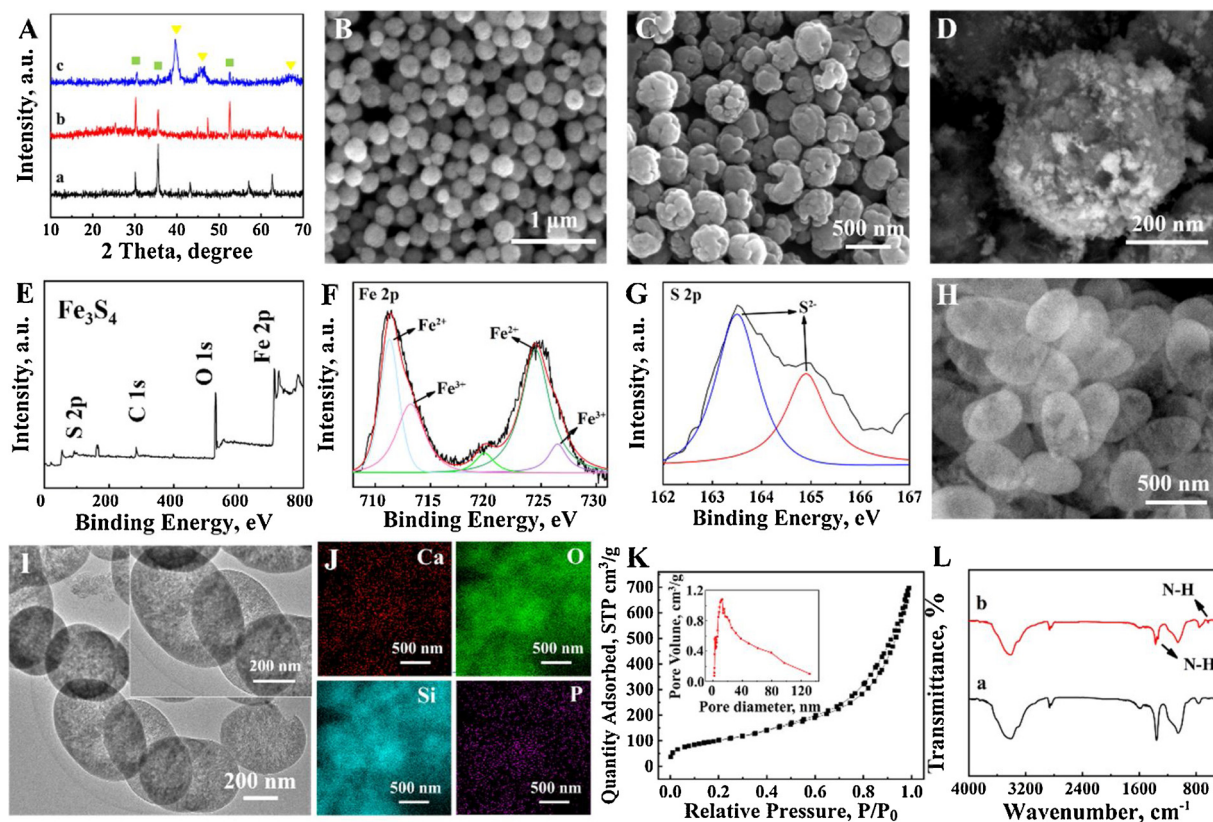 A
c
b
a
Intensity, a.u.
10 20 30 40 50 60 70
2 Theta, degree
B
1 μm
C
500 nm
D
200 nm
E
Fe₃S₄
S 2p
C 1s
O 1s
Fe 2p
Intensity, a.u.
0 200 400 600 800
Binding Energy, eV
F
Fe 2p
Fe²⁺
Fe³⁺
Fe²⁺
Fe³⁺
Intensity, a.u.
710 715 720 725 730
Binding Energy, eV
G
S 2p
S²⁻
Intensity, a.u.
162 163 164 165 166 167
Binding Energy, eV
H
500 nm
I
200 nm
200 nm
J
Ca
500 nm
O
500 nm
Si
500 nm
P
500 nm
K
Quantity Adsorbed, STP cm³/g
700
600
500
400
300
200
100
0
0.0 0.2 0.4 0.6 0.8 1.0
Relative Pressure, P/P₀
Pore Volume, cm³/g
1.2
0.8
0.4
0.0
0 40 80 120
Pore diameter, nm
L
b
a
N-H
N-H
Transmittance, %
4000 3200 2400 1600 800
Wavenumber, cm⁻¹